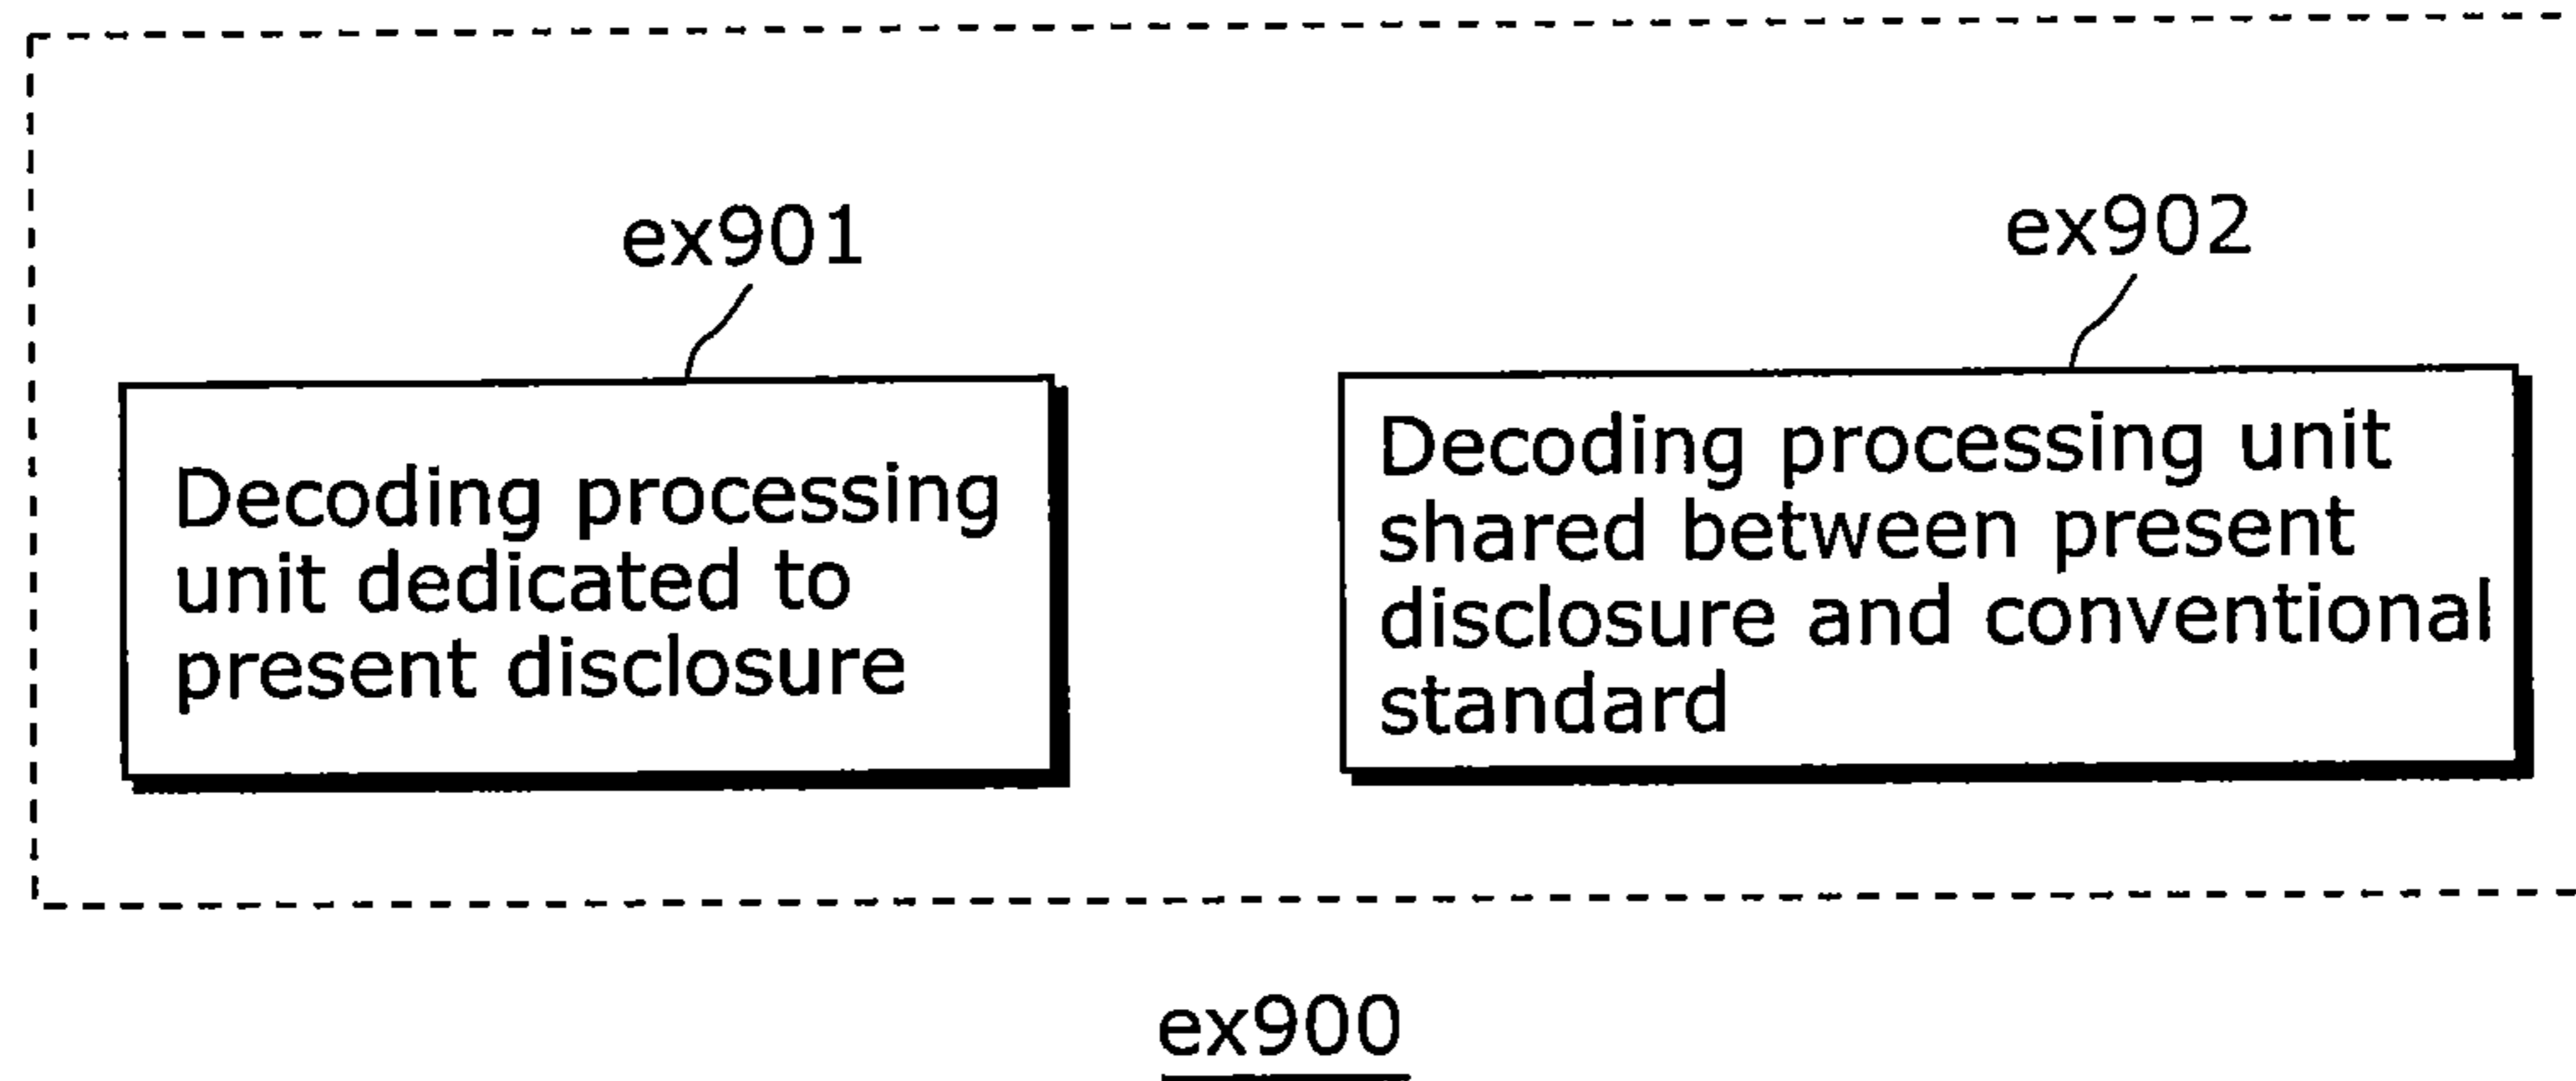 ex901
Decoding processing
unit dedicated to
present disclosure
ex902
Decoding processing unit
shared between present
disclosure and conventional
standard
ex900